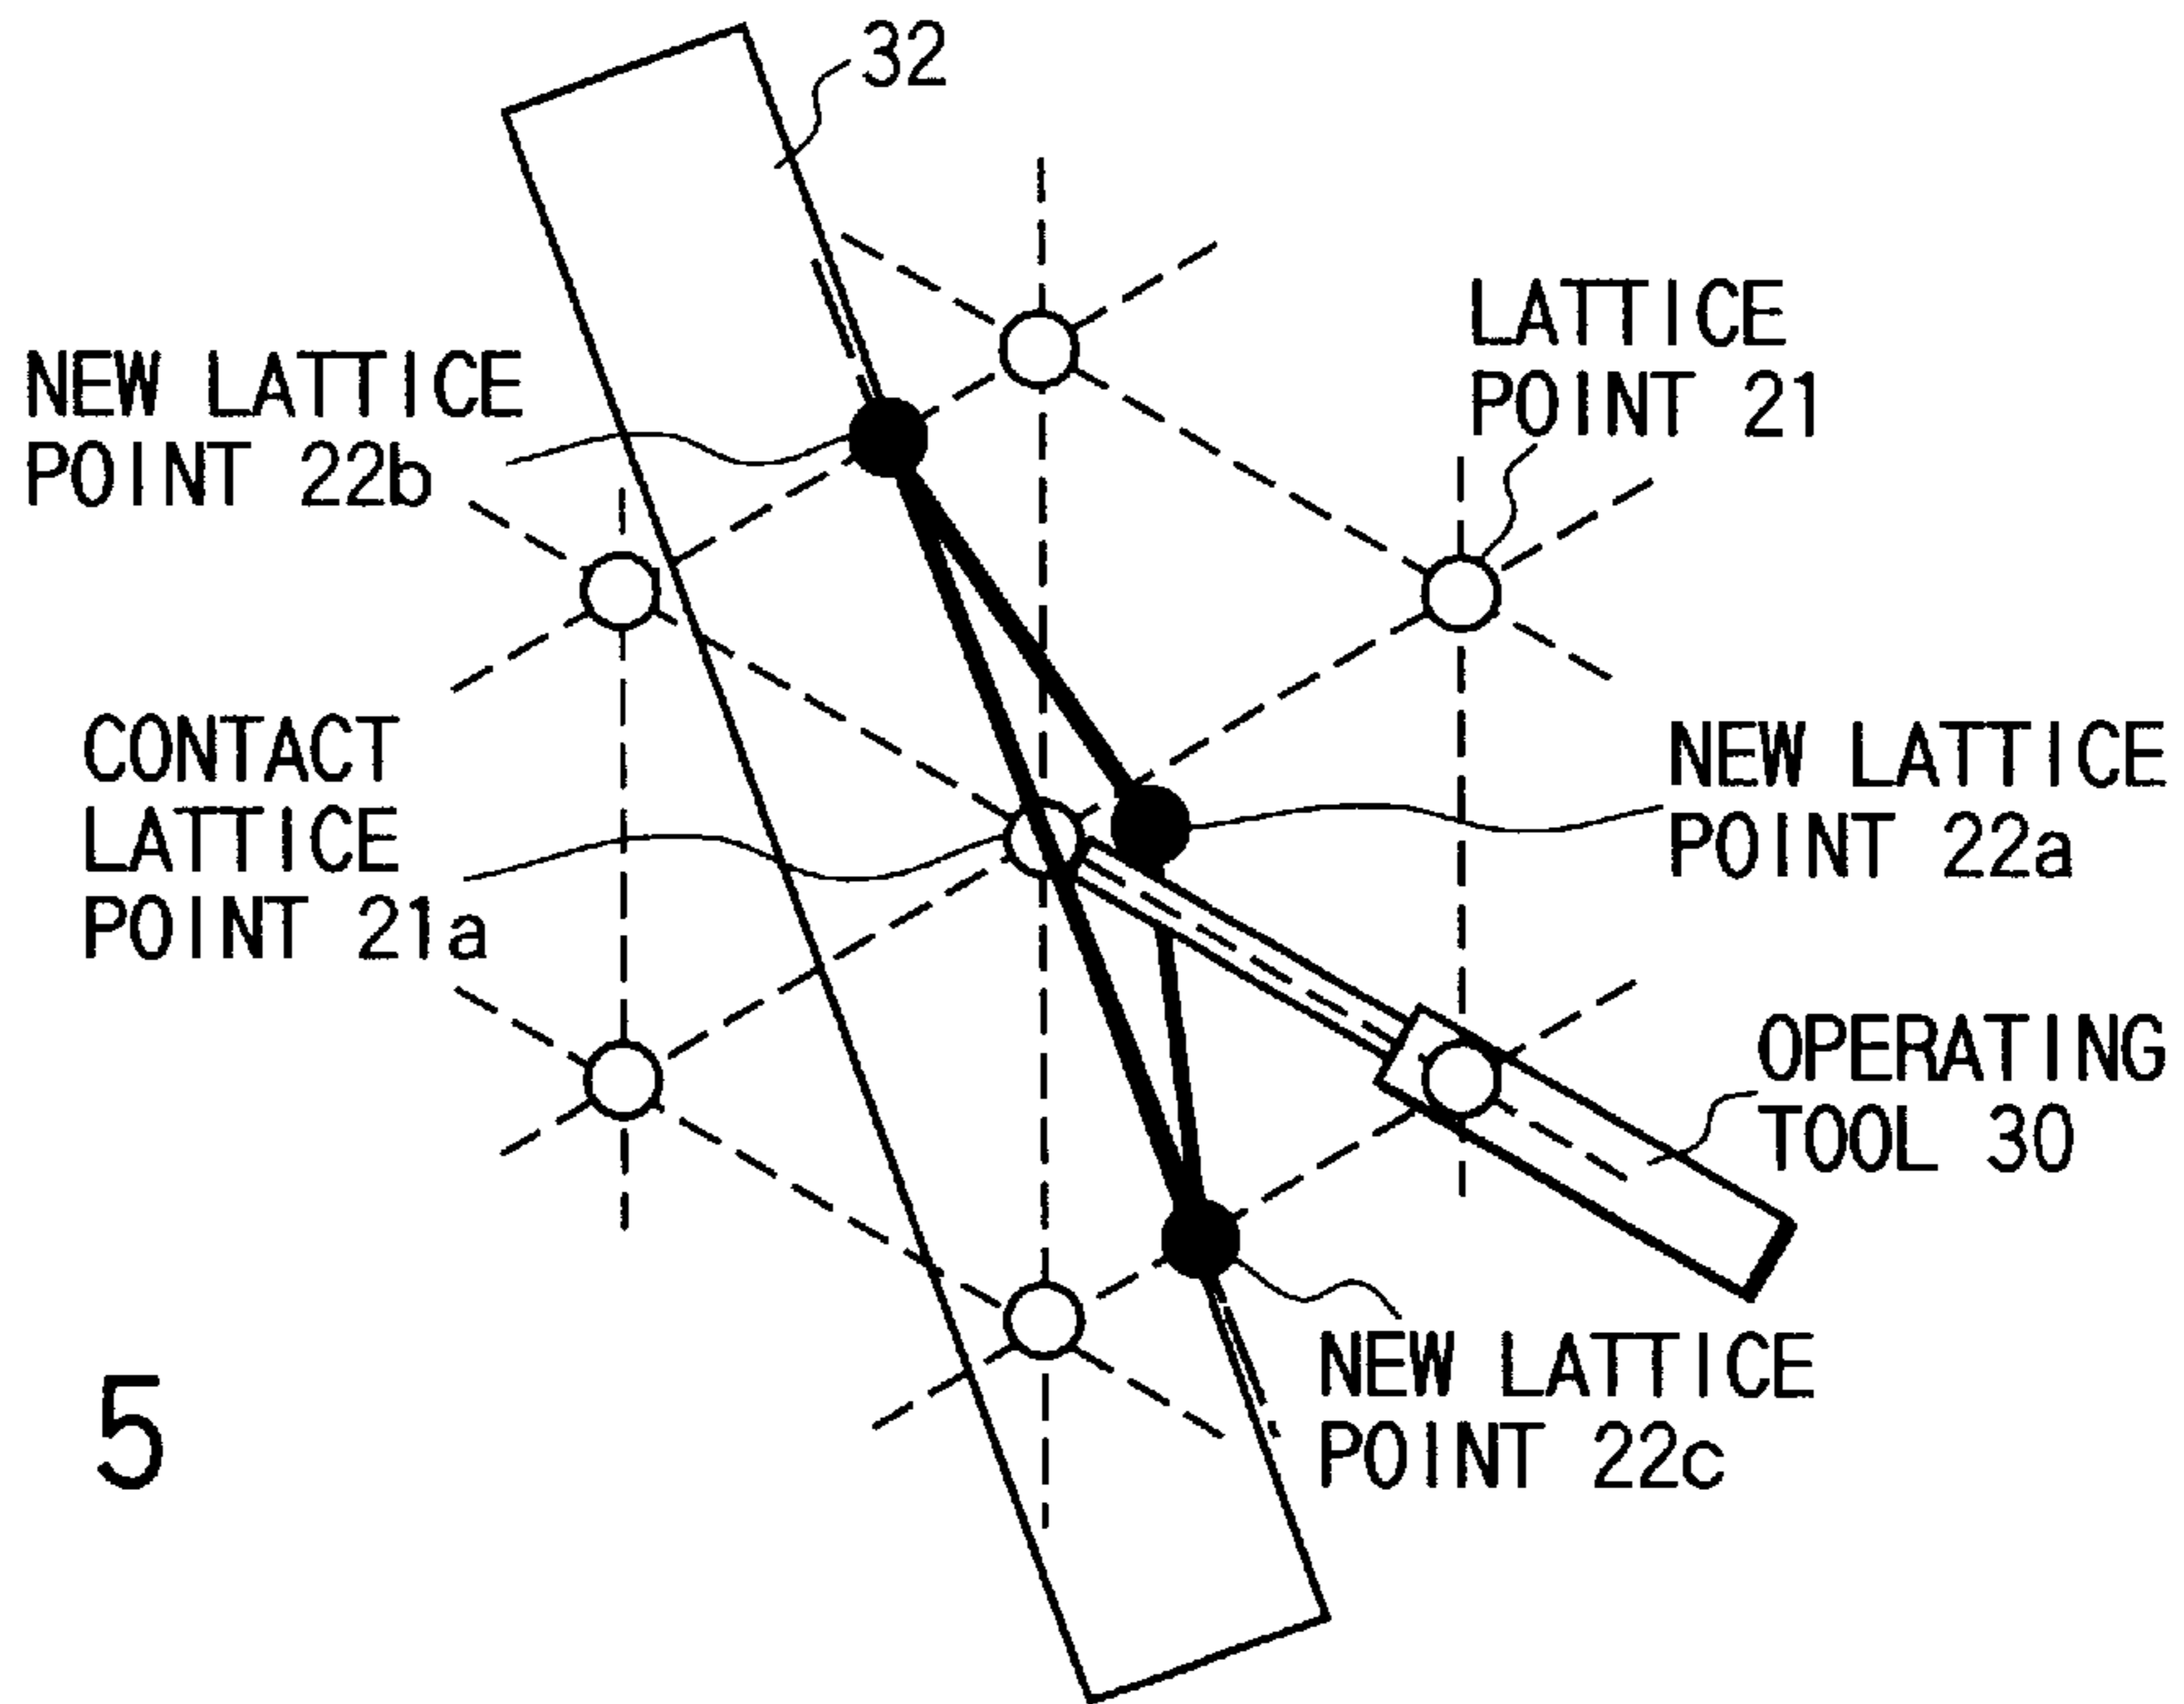 32
LATTICE
POINT 21
NEW LATTICE
POINT 22b
CONTACT
LATTICE
POINT 21a
NEW LATTICE
POINT 22a
OPERATING
TOOL 30
NEW LATTICE
POINT 22c
5